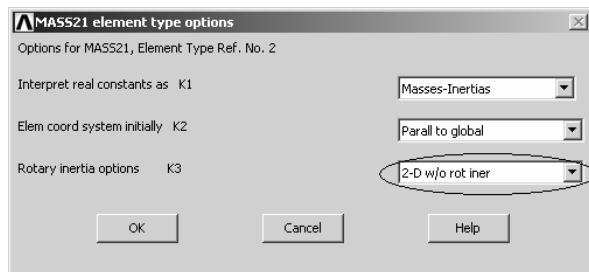 MASS21 element type options
Options for MASS21, Element Type Ref. No. 2
Interpret real constants as K1 Masses-Inertias
Elem coord system initially K2 Parall to global
Rotary inertia options K3 2-D w/o rot iner
OK Cancel Help